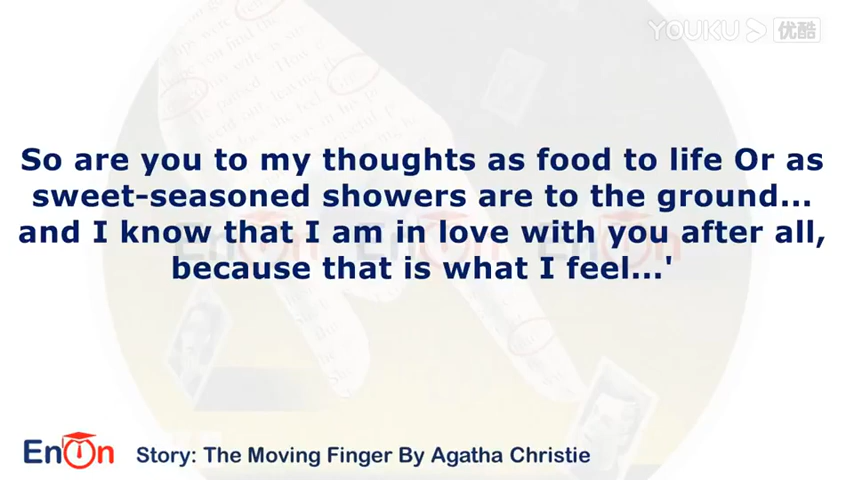 YOUKU 优酷
So are you to my thoughts as food to life Or as
sweet-seasoned showers are to the ground...
and I know that I am in love with you after all,
because that is what I feel...'
EnOn
Story: The Moving Finger By Agatha Christie